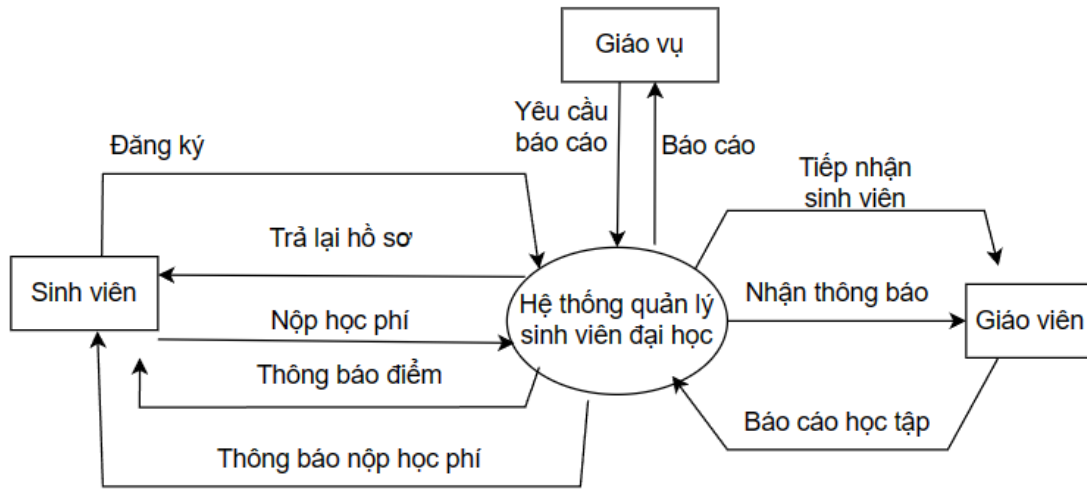 Giáo vụ
Yêu cầu
báo cáo
Báo cáo
Đăng ký
Tiếp nhận
sinh viên
Trả lại hồ sơ
Sinh viên
Hệ thống quản lý
sinh viên đại học
Nhận thông báo
Giáo viên
Nộp học phí
Thông báo điểm
Báo cáo học tập
Thông báo nộp học phí